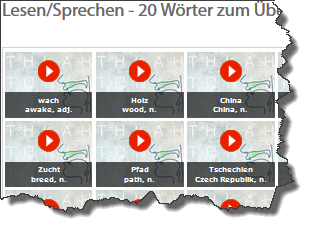 Lesen/Sprechen - 20 Wörter zum Üb
wach
awake, adj.
Holz
wood, n.
China
China, n.
Zucht
breed, n.
Pfad
path, n.
Tschechien
Czech Republik, n.